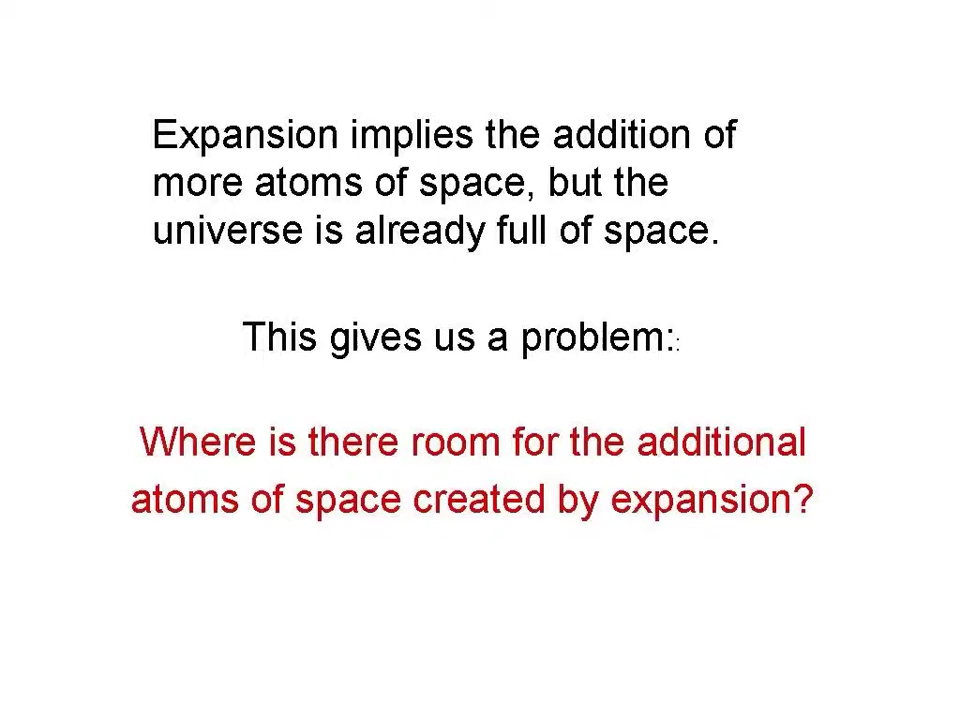 Expansion implies the addition of
more atoms of space, but the
universe is already full of space.
This gives us a problem::
Where is there room for the additional
atoms of space created by expansion?